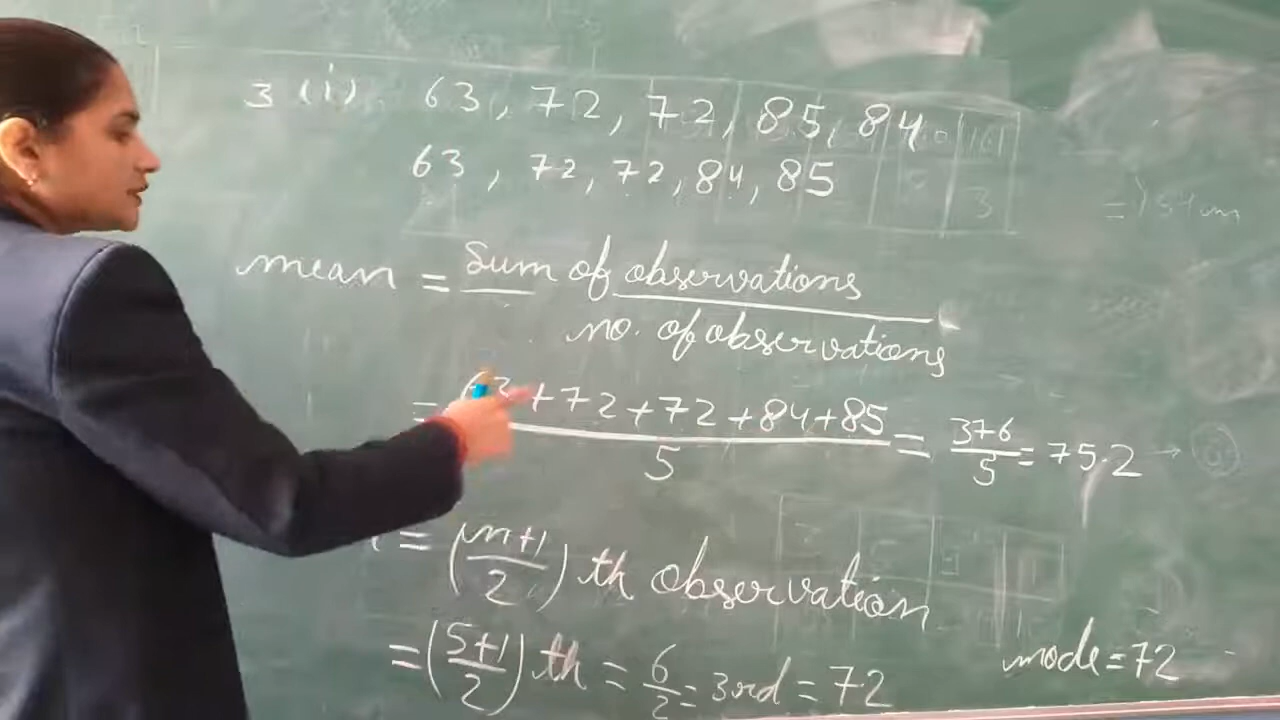 3 (i) 63, 72, 72, 85, 84
63, 72, 72, 84, 85
mean = Sum of observations
no. of observations
= 63 + 72 + 72 + 84 + 85
5
= 376
5
= 75.2
= (n+1
2) th observation
= (5+1
2) th = 6
2 = 3rd = 72
mode = 72